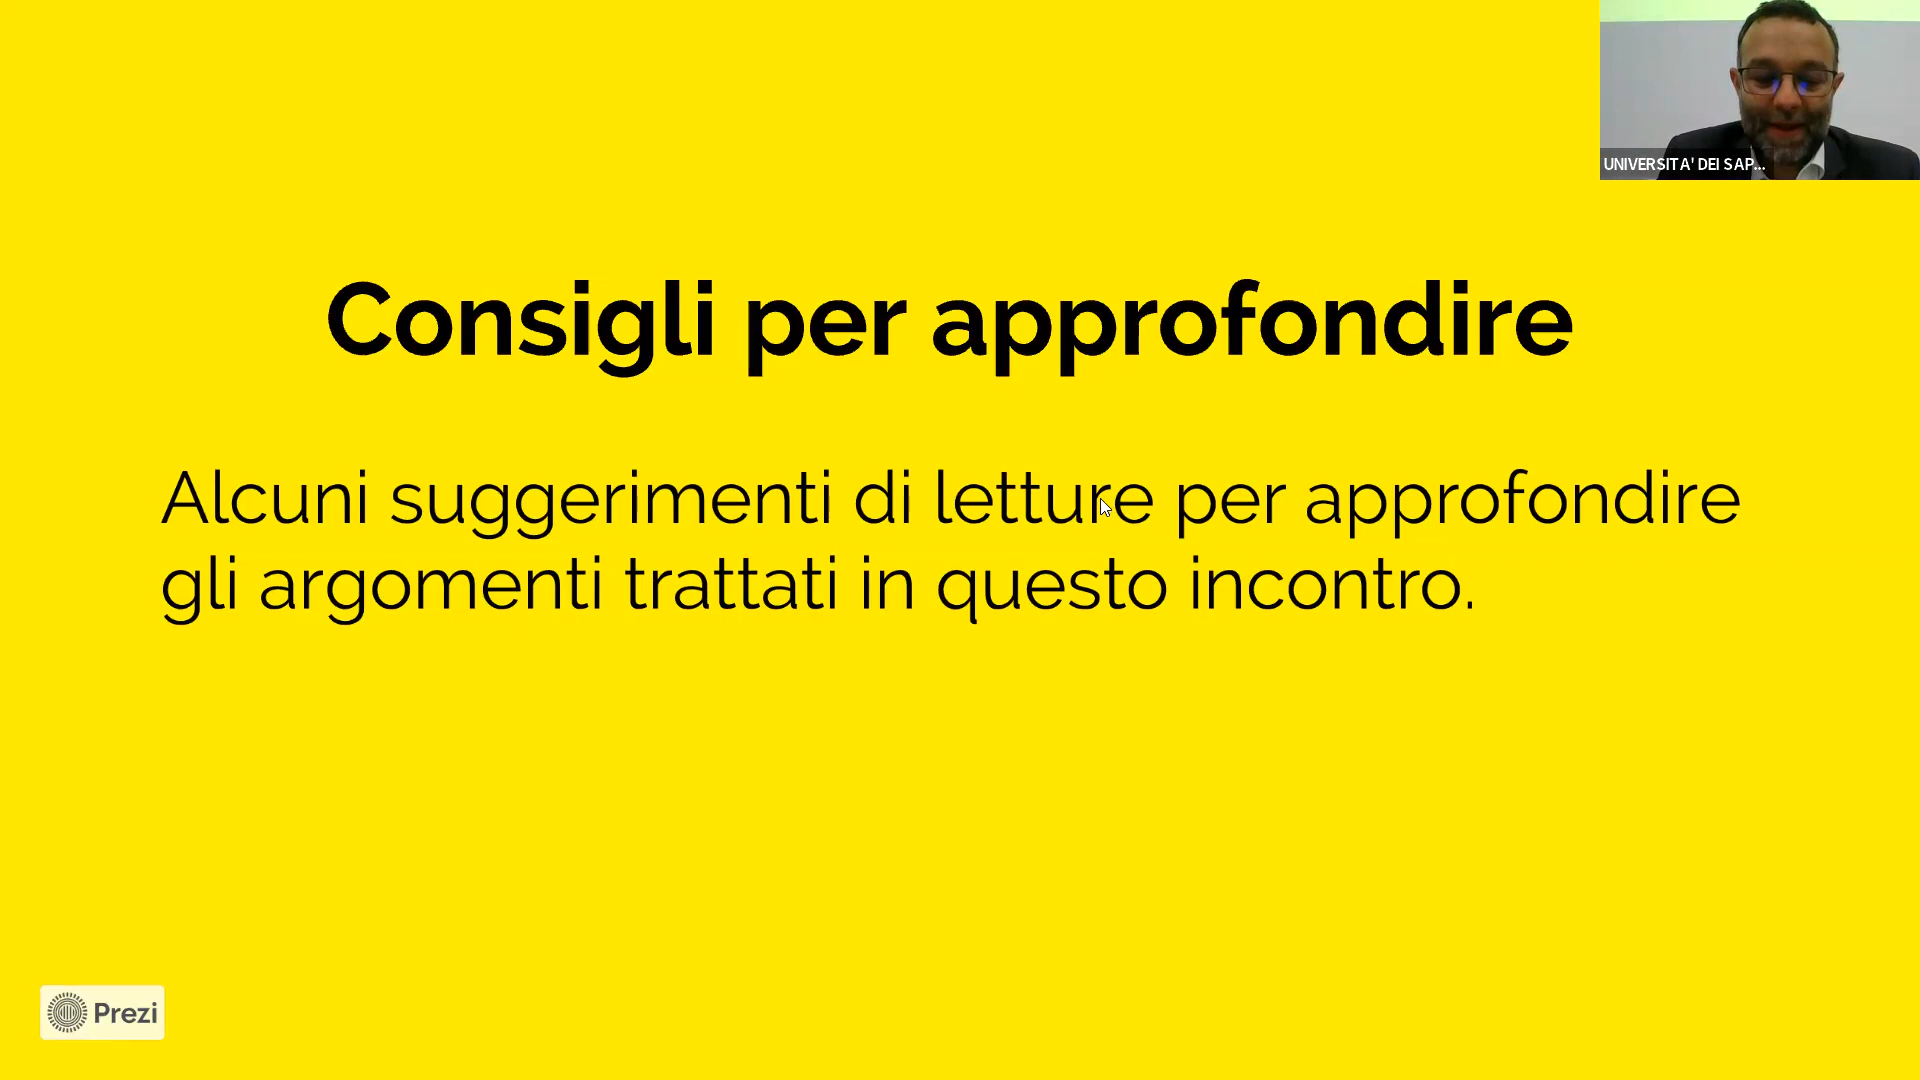 UNIVERSITA' DEI SAP...
Consigli per approfondire
Alcuni suggerimenti di letture per approfondire
gli argomenti trattati in questo incontro.
Prezi